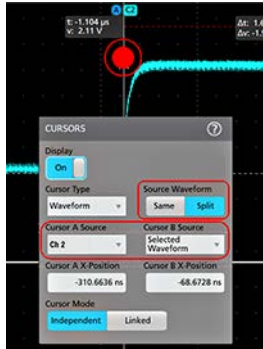 A C2
t: -1.104 µs
v: 2.11 V
Δt: 1.6
Δv: -1.5
CURSORS ?
Display
On
Cursor Type
Source Waveform
Waveform
Same Split
Cursor A Source
Cursor B Source
Ch 2
Selected
Waveform
Cursor A X-Position
Cursor B X-Position
-310.6636 ns
-68.6728 ns
Cursor Mode
Independent Linked